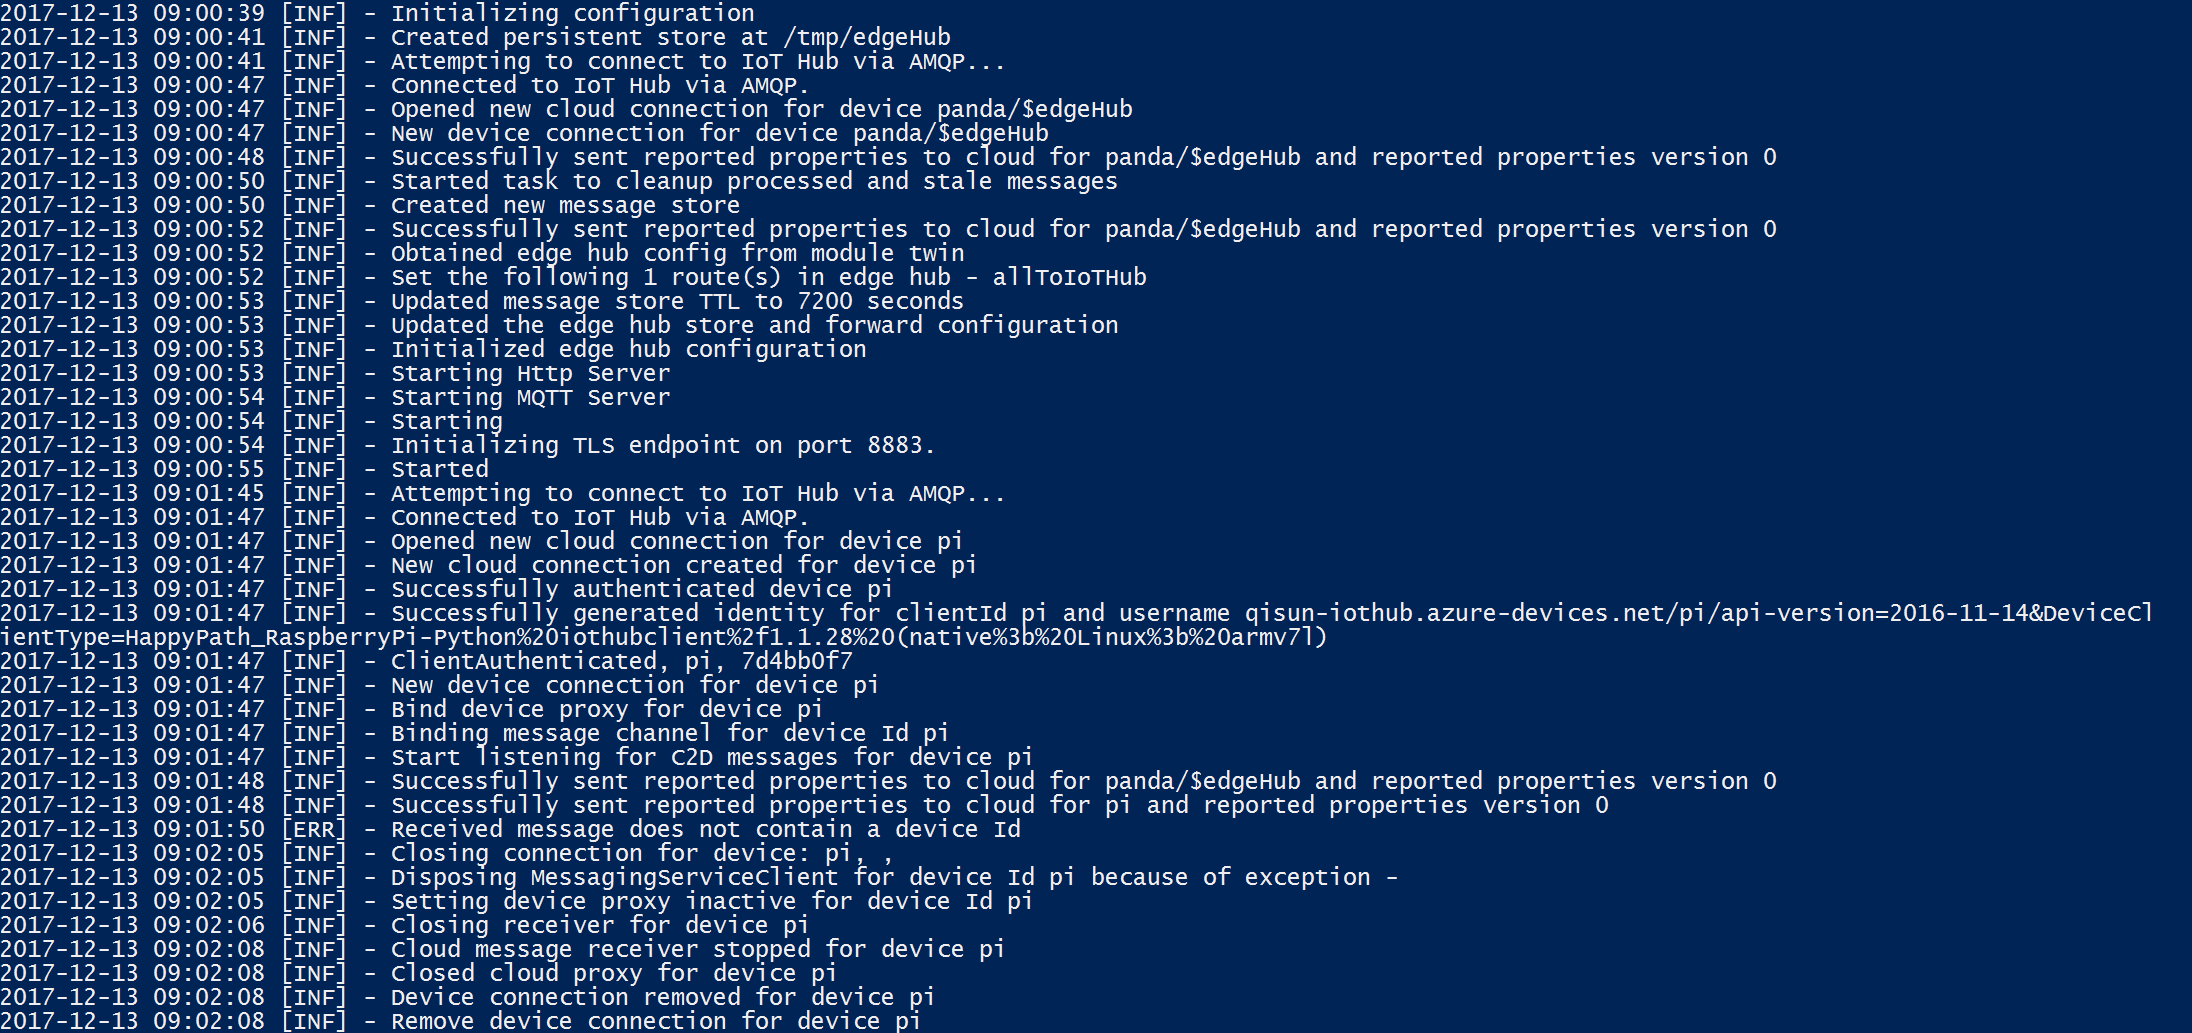 2017-12-13 09:00:39 [INF] - Initializing configuration
2017-12-13 09:00:41 [INF] - Created persistent store at /tmp/edgeHub
2017-12-13 09:00:41 [INF] - Attempting to connect to IoT Hub via AMQP...
2017-12-13 09:00:47 [INF] - Connected to IoT Hub via AMQP.
2017-12-13 09:00:47 [INF] - Opened new cloud connection for device panda/$edgeHub
2017-12-13 09:00:47 [INF] - New device connection for device panda/$edgeHub
2017-12-13 09:00:48 [INF] - Successfully sent reported properties to cloud for panda/$edgeHub and reported properties version 0
2017-12-13 09:00:50 [INF] - Started task to cleanup processed and stale messages
2017-12-13 09:00:50 [INF] - Created new message store
2017-12-13 09:00:52 [INF] - Successfully sent reported properties to cloud for panda/$edgeHub and reported properties version 0
2017-12-13 09:00:52 [INF] - Obtained edge hub config from module twin
2017-12-13 09:00:52 [INF] - Set the following 1 route(s) in edge hub - allToIoTHub
2017-12-13 09:00:53 [INF] - Updated message store TTL to 7200 seconds
2017-12-13 09:00:53 [INF] - Updated the edge hub store and forward configuration
2017-12-13 09:00:53 [INF] - Initialized edge hub configuration
2017-12-13 09:00:53 [INF] - Starting Http Server
2017-12-13 09:00:54 [INF] - Starting MQTT Server
2017-12-13 09:00:54 [INF] - Starting
2017-12-13 09:00:54 [INF] - Initializing TLS endpoint on port 8883.
2017-12-13 09:00:55 [INF] - Started
2017-12-13 09:01:45 [INF] - Attempting to connect to IoT Hub via AMQP...
2017-12-13 09:01:47 [INF] - Connected to IoT Hub via AMQP.
2017-12-13 09:01:47 [INF] - Opened new cloud connection for device pi
2017-12-13 09:01:47 [INF] - New cloud connection created for device pi
2017-12-13 09:01:47 [INF] - Successfully authenticated device pi
2017-12-13 09:01:47 [INF] - Successfully generated identity for clientId pi and username qisun-iothub.azure-devices.net/pi/api-version=2016-11-14&DeviceCl
ientType=HappyPath_RaspberryPi-Python%20iothubclient%2f1.1.28%20(native%3b%20Linux%3b%20armv7l)
2017-12-13 09:01:47 [INF] - ClientAuthenticated, pi, 7d4bb0f7
2017-12-13 09:01:47 [INF] - New device connection for device pi
2017-12-13 09:01:47 [INF] - Bind device proxy for device pi
2017-12-13 09:01:47 [INF] - Binding message channel for device Id pi
2017-12-13 09:01:47 [INF] - Start listening for C2D messages for device pi
2017-12-13 09:01:48 [INF] - Successfully sent reported properties to cloud for panda/$edgeHub and reported properties version 0
2017-12-13 09:01:48 [INF] - Successfully sent reported properties to cloud for pi and reported properties version 0
2017-12-13 09:01:50 [ERR] - Received message does not contain a device Id
2017-12-13 09:02:05 [INF] - Closing connection for device: pi, ,
2017-12-13 09:02:05 [INF] - Disposing MessagingServiceClient for device Id pi because of exception -
2017-12-13 09:02:05 [INF] - Setting device proxy inactive for device Id pi
2017-12-13 09:02:06 [INF] - Closing receiver for device pi
2017-12-13 09:02:08 [INF] - Cloud message receiver stopped for device pi
2017-12-13 09:02:08 [INF] - Closed cloud proxy for device pi
2017-12-13 09:02:08 [INF] - Device connection removed for device pi
2017-12-13 09:02:08 [INF] - Remove device connection for device pi